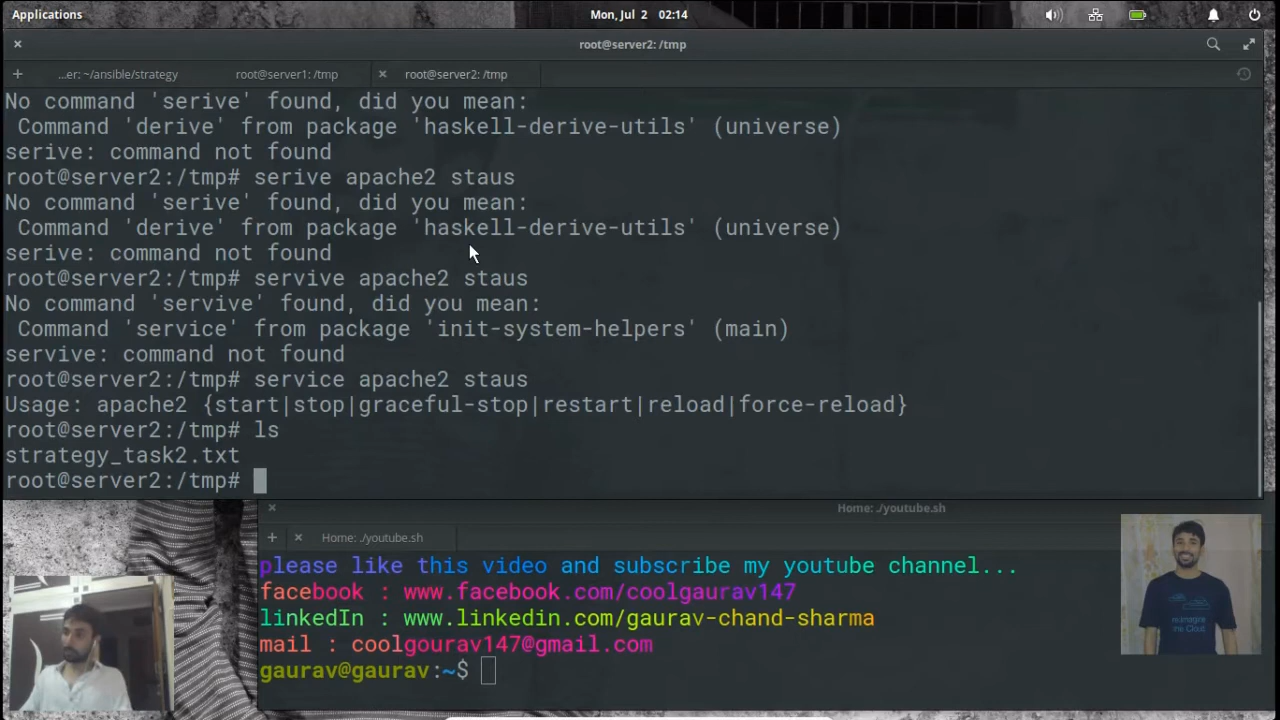 Applications
Mon, Jul 2 02:14
root@server2: /tmp
...er: ~/ansible/strategy
root@server1: /tmp
root@server2: /tmp
No command 'serive' found, did you mean:
Command 'derive' from package 'haskell-derive-utils' (universe)
serive: command not found
root@server2:/tmp# serive apache2 staus
No command 'serive' found, did you mean:
Command 'derive' from package 'haskell-derive-utils' (universe)
serive: command not found
root@server2:/tmp# servive apache2 staus
No command 'servive' found, did you mean:
Command 'service' from package 'init-system-helpers' (main)
servive: command not found
root@server2:/tmp# service apache2 staus
Usage: apache2 {start|stop|graceful-stop|restart|reload|force-reload}
root@server2:/tmp# ls
strategy_task2.txt
root@server2:/tmp#
Home: ./youtube.sh
Home: ./youtube.sh
please like this video and subscribe my youtube channel...
facebook : www.facebook.com/coolgaurav147
linkedIn : www.linkedin.com/gaurav-chand-sharma
mail : coolgourav147@gmail.com
gaurav@gaurav:~$
reimagine
the Cloud